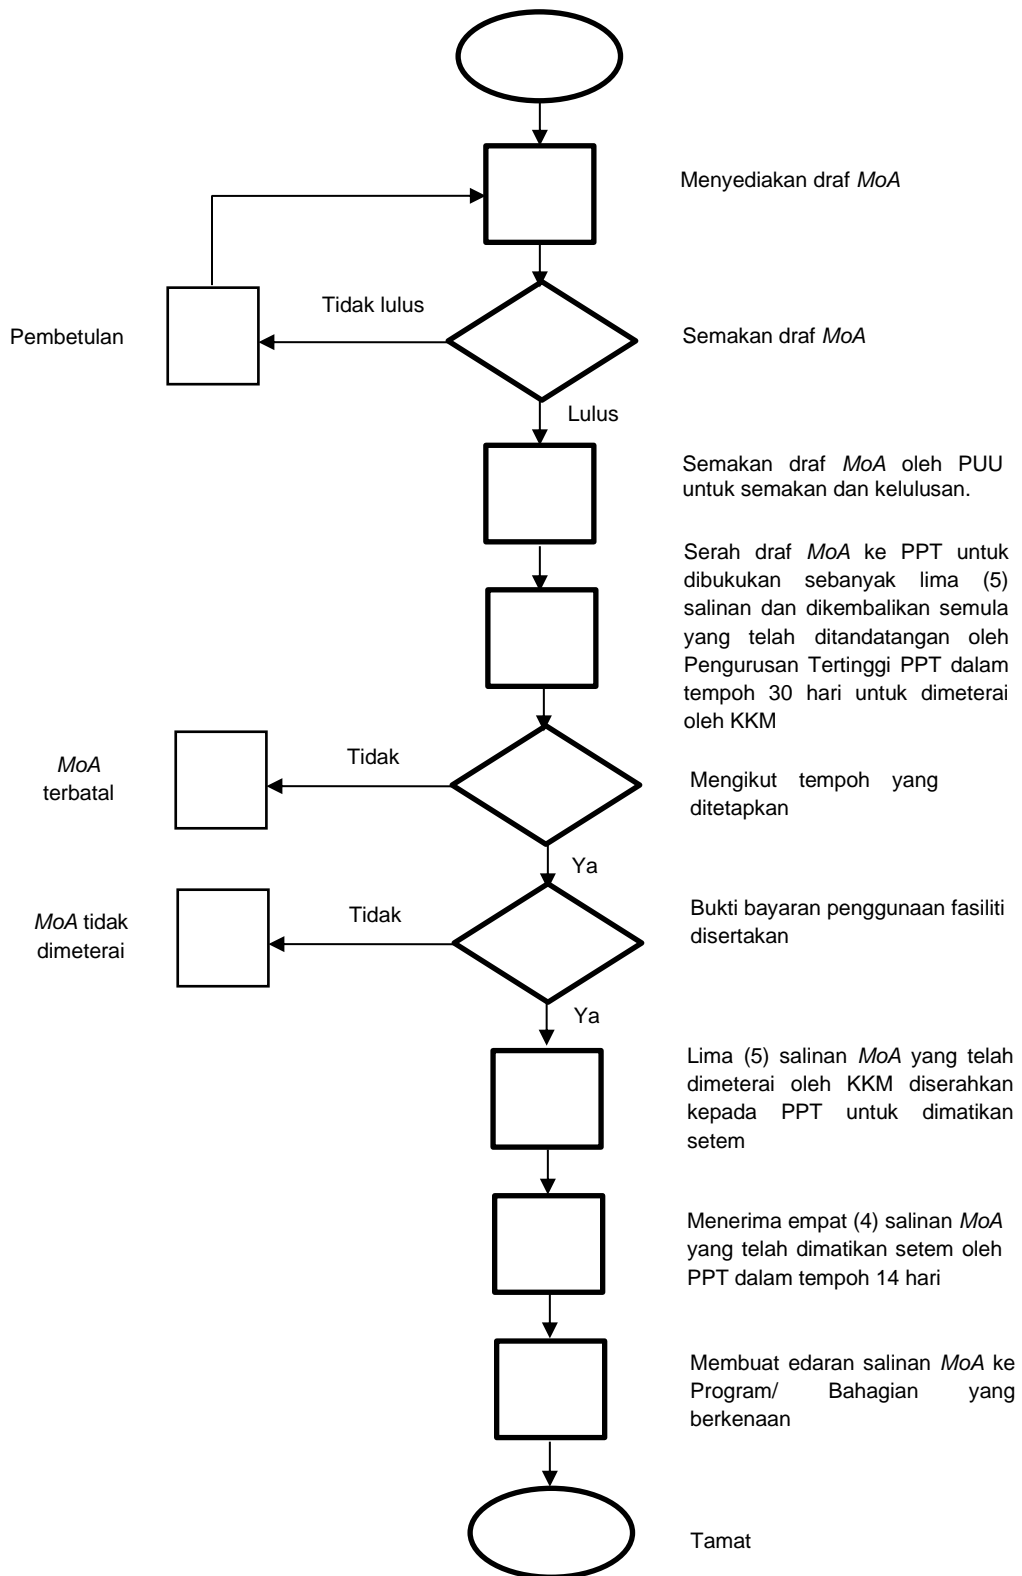 Menyediakan draf MoA
Tidak lulus
Pembetulan
Semakan draf MoA
Lulus
Semakan draf MoA oleh PUU
untuk semakan dan kelulusan.
Serah draf MoA ke PPT untuk
dibukukan sebanyak lima (5)
salinan dan dikembalikan semula
yang telah ditandatangan oleh
Pengurusan Tertinggi PPT dalam
tempoh 30 hari untuk dimeterai
oleh KKM
MoA
terbatal
Tidak
Mengikut tempoh yang
ditetapkan
Ya
MoA tidak
dimeterai
Tidak
Bukti bayaran penggunaan fasiliti
disertakan
Ya
Lima (5) salinan MoA yang telah
dimeterai oleh KKM diserahkan
kepada PPT untuk dimatikan
setem
Menerima empat (4) salinan MoA
yang telah dimatikan setem oleh
PPT dalam tempoh 14 hari
Membuat edaran salinan MoA ke
Program/ Bahagian yang
berkenaan
Tamat